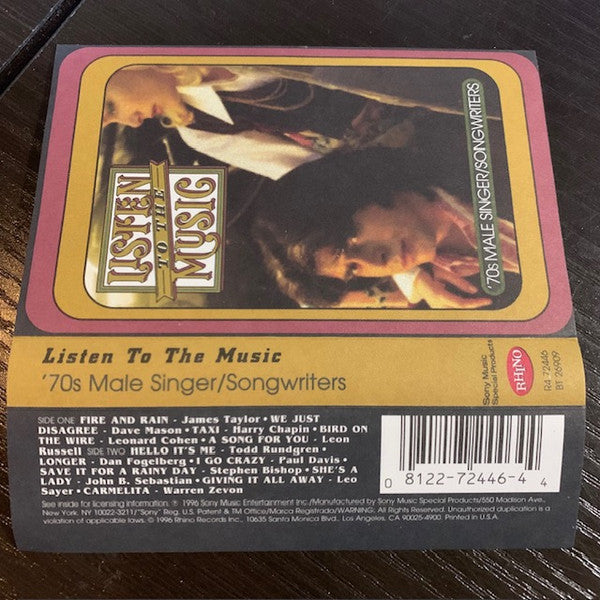 LISTEN
TO THE
MUSIC
'70s MALE SINGER/SONGWRITERS
Listen To The Music
'70s Male Singer/Songwriters
Sony Music
Special Products
RHINO
R4 72446
BT 26909
SIDE ONE FIRE AND RAIN - James Taylor • WE JUST
DISAGREE - Dave Mason • TAXI - Harry Chapin • BIRD ON
THE WIRE - Leonard Cohen • A SONG FOR YOU - Leon
Russell SIDE TWO HELLO IT'S ME - Todd Rundgren •
LONGER - Dan Fogelberg • I GO CRAZY - Paul Davis •
SAVE IT FOR A RAINY DAY - Stephen Bishop • SHE'S A
LADY - John B. Sebastian • GIVING IT ALL AWAY - Leo
Sayer • CARMELITA - Warren Zevon
0 8122-72446-4 4
See inside for licensing information. ℗ 1996 Sony Music Entertainment Inc./Manufactured by Sony Music Special Products/550 Madison Ave.,
New York, NY 10022-3211/"Sony" Reg. U.S. Patent & TM Office/Marca Registrada/WARNING: All Rights Reserved. Unauthorized duplication is a
violation of applicable laws. © 1996 Rhino Records Inc., 10635 Santa Monica Blvd., Los Angeles, CA 90025-4900. Printed in U.S.A.